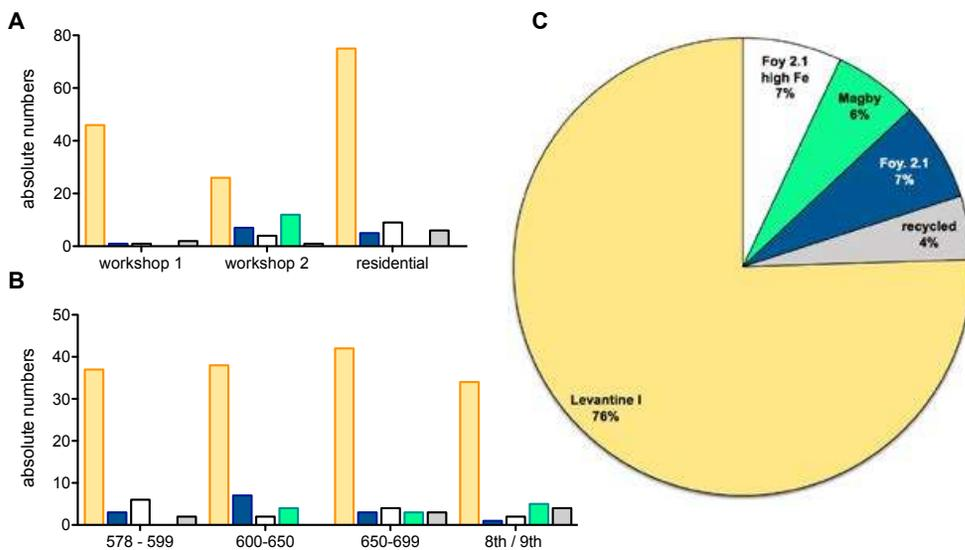 A
absolute numbers
80
60
40
20
0
workshop 1 workshop 2 residential
B
absolute numbers
50
40
30
20
10
0
578 - 599 600-650 650-699 8th / 9th
C
Foy 2.1
high Fe
7%
Magby
6%
Foy. 2.1
7%
recycled
4%
Levantine I
76%